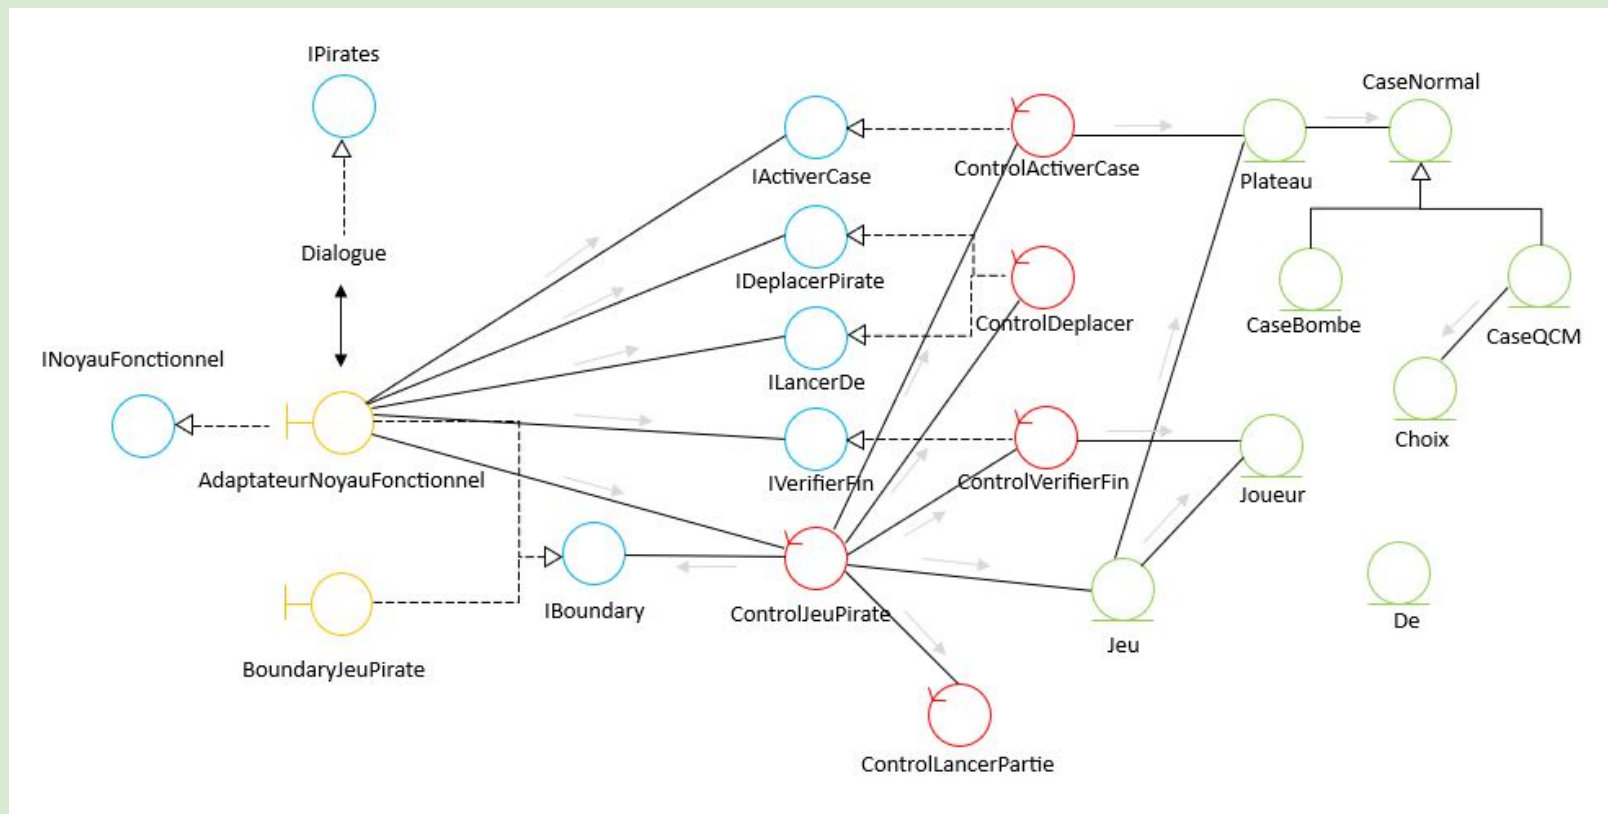 IPirates
CaseNormal
IActiverCase
ControlActiverCase
Plateau
Dialogue
IDeplacerPirate
ControlDeplacer
CaseBombe
CaseQCM
INoyauFonctionnel
ILancerDe
Choix
AdaptateurNoyauFonctionnel
IVerifierFin
ControlVerifierFin
Joueur
IBoundary
ControlJeuPirate
De
Jeu
BoundaryJeuPirate
ControlLancerPartie